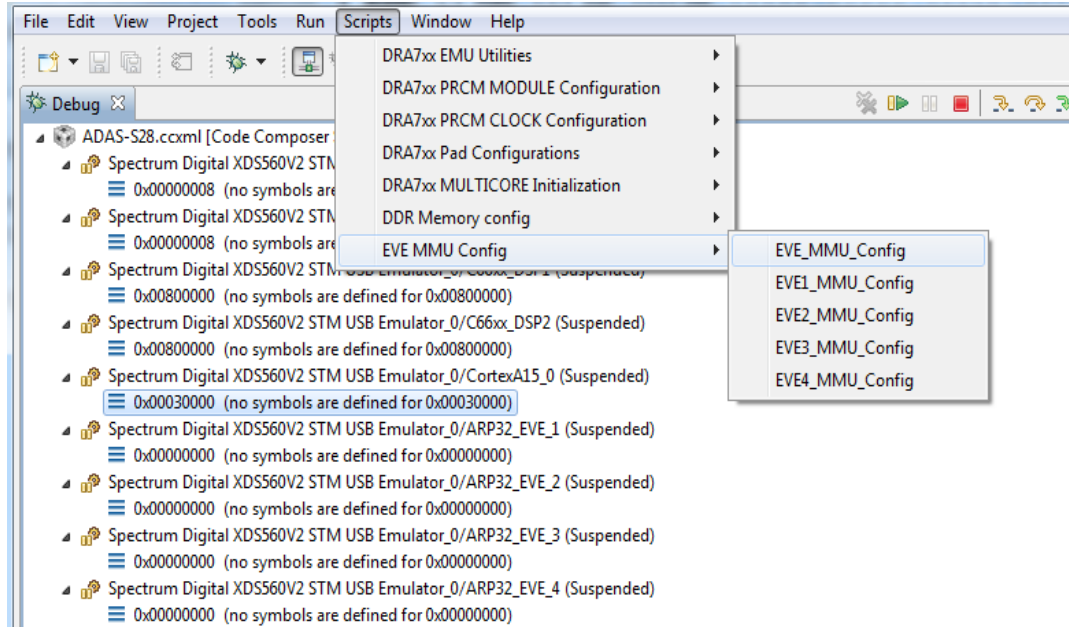 File Edit View Project Tools Run Scripts Window Help
DRA7xx EMU Utilities
DRA7xx PRCM MODULE Configuration
DRA7xx PRCM CLOCK Configuration
DRA7xx Pad Configurations
DRA7xx MULTICORE Initialization
DDR Memory config
EVE MMU Config
EVE_MMU_Config
EVE1_MMU_Config
EVE2_MMU_Config
EVE3_MMU_Config
EVE4_MMU_Config
Debug
ADAS-S28.ccxml [Code Composer
Spectrum Digital XDS560V2 STM
0x00000008 (no symbols are
Spectrum Digital XDS560V2 STM
0x00000008 (no symbols are
Spectrum Digital XDS560V2 STM USB Emulator_0/C66xx_DSP1 (Suspended)
0x00800000 (no symbols are defined for 0x00800000)
Spectrum Digital XDS560V2 STM USB Emulator_0/C66xx_DSP2 (Suspended)
0x00800000 (no symbols are defined for 0x00800000)
Spectrum Digital XDS560V2 STM USB Emulator_0/CortexA15_0 (Suspended)
0x00030000 (no symbols are defined for 0x00030000)
Spectrum Digital XDS560V2 STM USB Emulator_0/ARP32_EVE_1 (Suspended)
0x00000000 (no symbols are defined for 0x00000000)
Spectrum Digital XDS560V2 STM USB Emulator_0/ARP32_EVE_2 (Suspended)
0x00000000 (no symbols are defined for 0x00000000)
Spectrum Digital XDS560V2 STM USB Emulator_0/ARP32_EVE_3 (Suspended)
0x00000000 (no symbols are defined for 0x00000000)
Spectrum Digital XDS560V2 STM USB Emulator_0/ARP32_EVE_4 (Suspended)
0x00000000 (no symbols are defined for 0x00000000)